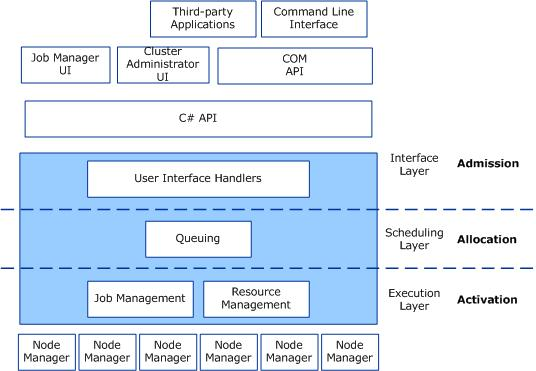 Third-party
Applications
Command Line
Interface
Job Manager
UI
Cluster
Administrator
UI
COM
API
C# API
User Interface Handlers
Interface
Layer
Admission
Queuing
Scheduling
Layer
Allocation
Job Management
Resource
Management
Execution
Layer
Activation
Node
Manager
Node
Manager
Node
Manager
Node
Manager
Node
Manager
Node
Manager